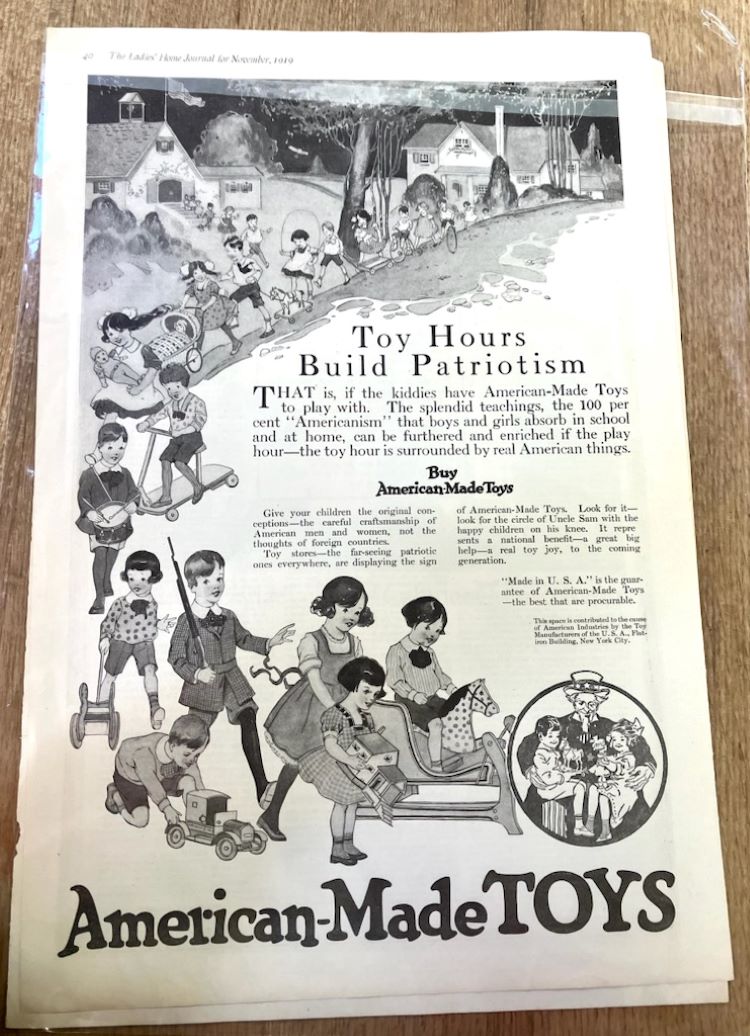 40 The Ladies' Home Journal for November, 1919
Toy Hours
Build Patriotism
THAT is, if the kiddies have American-Made Toys
to play with. The splendid teachings, the 100 per
cent "Americanism" that boys and girls absorb in school
and at home, can be furthered and enriched if the play
hour—the toy hour is surrounded by real American things.
Buy
American-Made Toys
Give your children the original con-
ceptions—the careful craftsmanship of
American men and women, not the
thoughts of foreign countries.
Toy stores—the far-seeing patriotic
ones everywhere, are displaying the sign
of American-Made Toys. Look for it—
look for the circle of Uncle Sam with the
happy children on his knee. It repre
sents a national benefit—a great big
help—a real toy joy, to the coming
generation.
"Made in U. S. A." is the guar-
antee of American-Made Toys
—the best that are procurable.
This space is contributed to the cause
of American Industries by the Toy
Manufacturers of the U. S. A., Flat-
iron Building, New York City.
American-Made TOYS